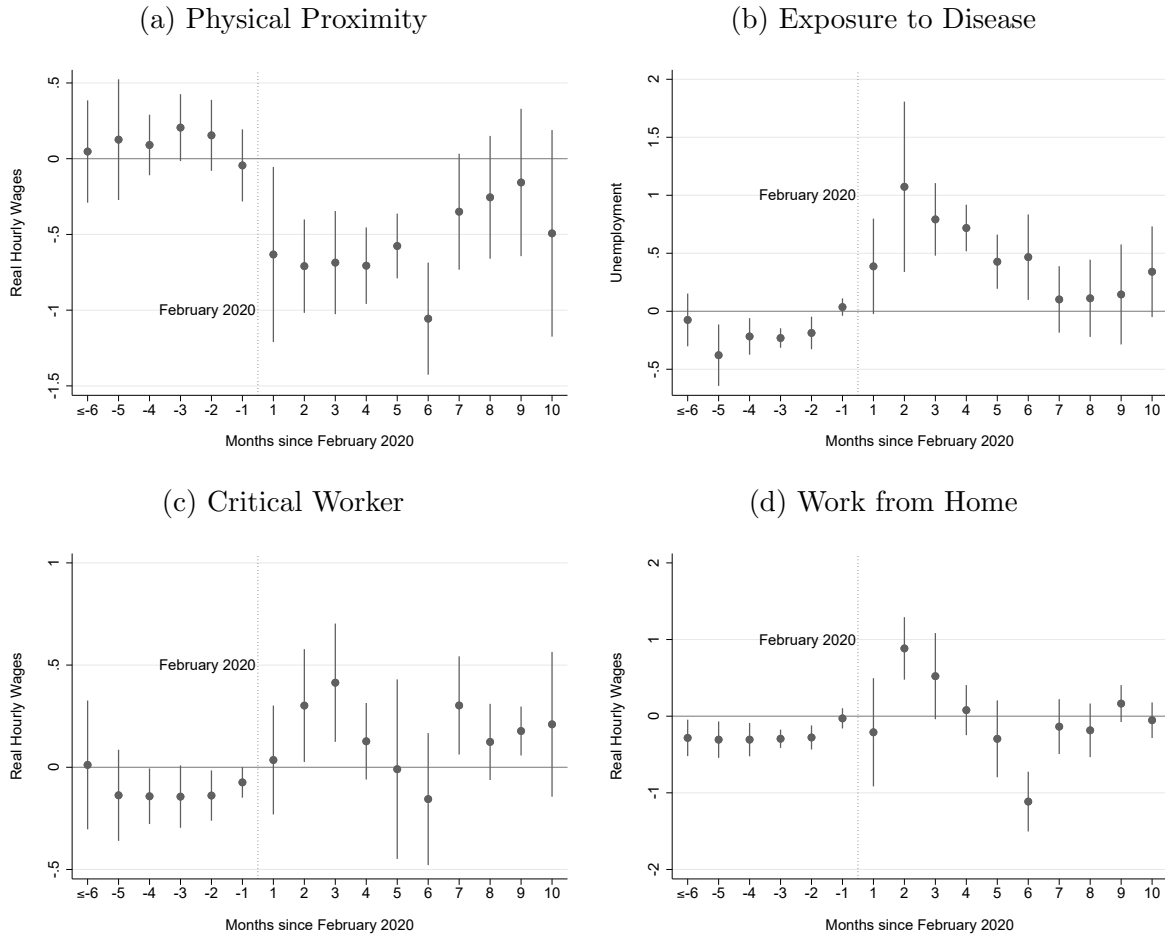 (a) Physical Proximity
Real Hourly Wages
.5
0
-.5
-1
-1.5
February 2020
≤-6 -5 -4 -3 -2 -1 1 2 3 4 5 6 7 8 9 10
Months since February 2020
(b) Exposure to Disease
Unemployment
2
1.5
1
.5
0
-.5
February 2020
≤-6 -5 -4 -3 -2 -1 1 2 3 4 5 6 7 8 9 10
Months since February 2020
(c) Critical Worker
Real Hourly Wages
1
.5
0
-.5
February 2020
≤-6 -5 -4 -3 -2 -1 1 2 3 4 5 6 7 8 9 10
Months since February 2020
(d) Work from Home
Real Hourly Wages
2
1
0
-1
-2
February 2020
≤-6 -5 -4 -3 -2 -1 1 2 3 4 5 6 7 8 9 10
Months since February 2020